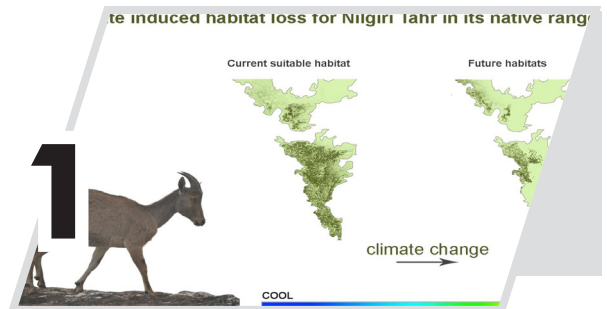 te induced habitat loss for Nilgiri Tahr in its native rang
Current suitable habitat
Future habitats
1
climate change
COOL